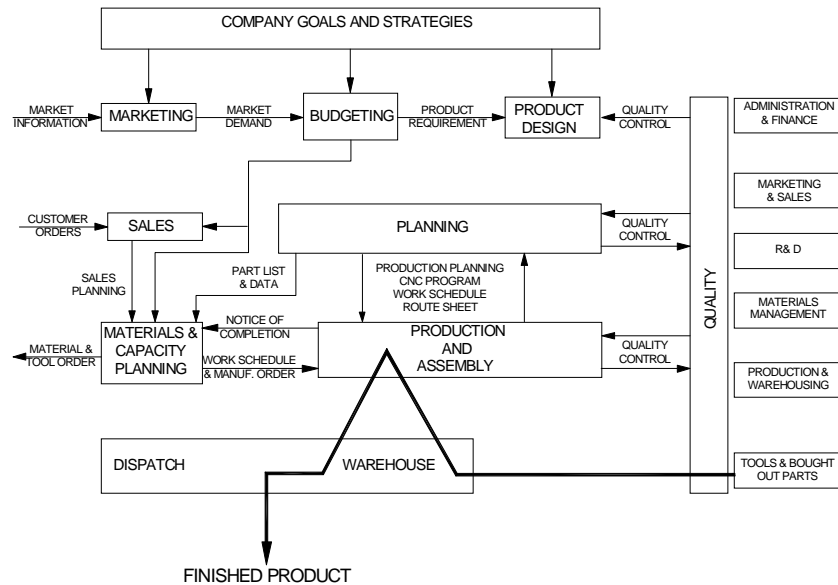 COMPANY GOALS AND STRATEGIES
MARKET
INFORMATION
MARKETING
MARKET
DEMAND
BUDGETING
PRODUCT
REQUIREMENT
PRODUCT
DESIGN
QUALITY
CONTROL
ADMINISTRATION
& FINANCE
CUSTOMER
ORDERS
SALES
PLANNING
QUALITY
CONTROL
MARKETING
& SALES
R& D
SALES
PLANNING
PART LIST
& DATA
PRODUCTION PLANNING
CNC PROGRAM
WORK SCHEDULE
ROUTE SHEET
QUALITY
MATERIALS
MANAGEMENT
MATERIAL &
TOOL ORDER
MATERIALS &
CAPACITY
PLANNING
NOTICE OF
COMPLETION
WORK SCHEDULE
& MANUF. ORDER
PRODUCTION
AND
ASSEMBLY
QUALITY
CONTROL
PRODUCTION &
WAREHOUSING
DISPATCH
WAREHOUSE
TOOLS & BOUGHT
OUT PARTS
FINISHED PRODUCT